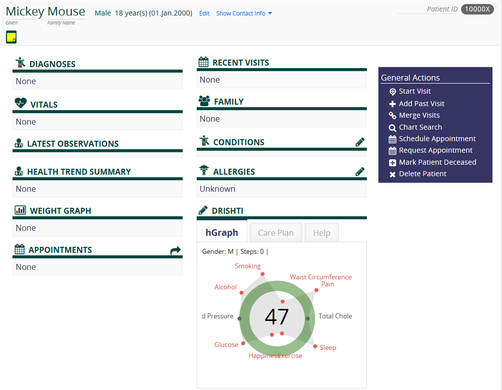 Mickey Mouse Male 18 year(s) (01.Jan.2000) Edit Show Contact Info
Given Family Name
Patient ID 10000X
DIAGNOSES
None
VITALS
None
LATEST OBSERVATIONS
HEALTH TREND SUMMARY
None
WEIGHT GRAPH
None
APPOINTMENTS
None
RECENT VISITS
None
FAMILY
None
CONDITIONS
ALLERGIES
Unknown
DRISHTI
hGraph Care Plan Help
Gender: M | Steps: 0 |
Smoking
Waist Circumference
Pain
Alcohol
d Pressure
47
Total Chole
Glucose
Sleep
Happiness
Exercise
General Actions
Start Visit
Add Past Visit
Merge Visits
Chart Search
Schedule Appointment
Request Appointment
Mark Patient Deceased
Delete Patient